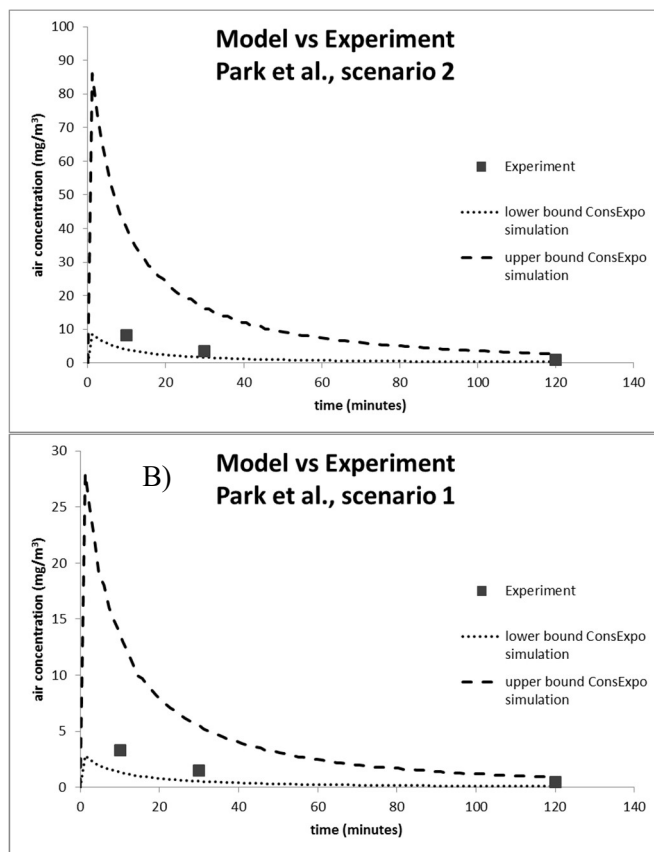 Model vs Experiment
Park et al., scenario 2
air concentration (mg/m³)
100
90
80
70
60
50
40
30
20
10
0
0 20 40 60 80 100 120 140
time (minutes)
Experiment
lower bound ConsExpo
simulation
upper bound ConsExpo
simulation
B)
Model vs Experiment
Park et al., scenario 1
air concentration (mg/m³)
30
25
20
15
10
5
0
0 20 40 60 80 100 120 140
time (minutes)
Experiment
lower bound ConsExpo
simulation
upper bound ConsExpo
simulation